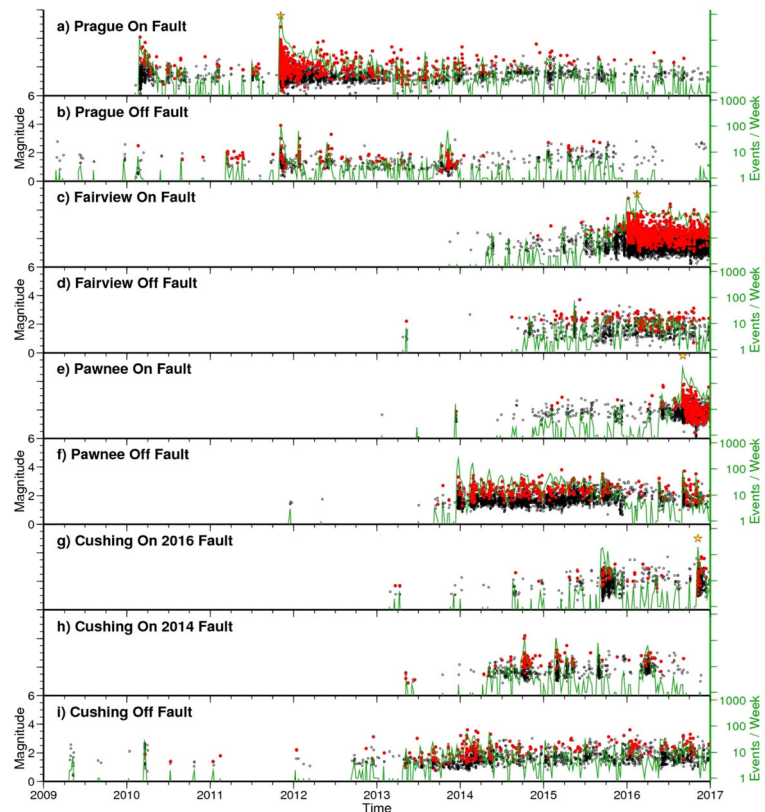 a) Prague On Fault
6
b) Prague Off Fault
Magnitude
4
2
0
1000
100
10
1
Events / Week
c) Fairview On Fault
6
d) Fairview Off Fault
Magnitude
4
2
0
1000
100
10
1
Events / Week
e) Pawnee On Fault
6
f) Pawnee Off Fault
Magnitude
4
2
0
1000
100
10
1
Events / Week
g) Cushing On 2016 Fault
h) Cushing On 2014 Fault
6
i) Cushing Off Fault
Magnitude
4
2
0
1000
100
10
1
Events / Week
2009 2010 2011 2012 2013 2014 2015 2016 2017
Time